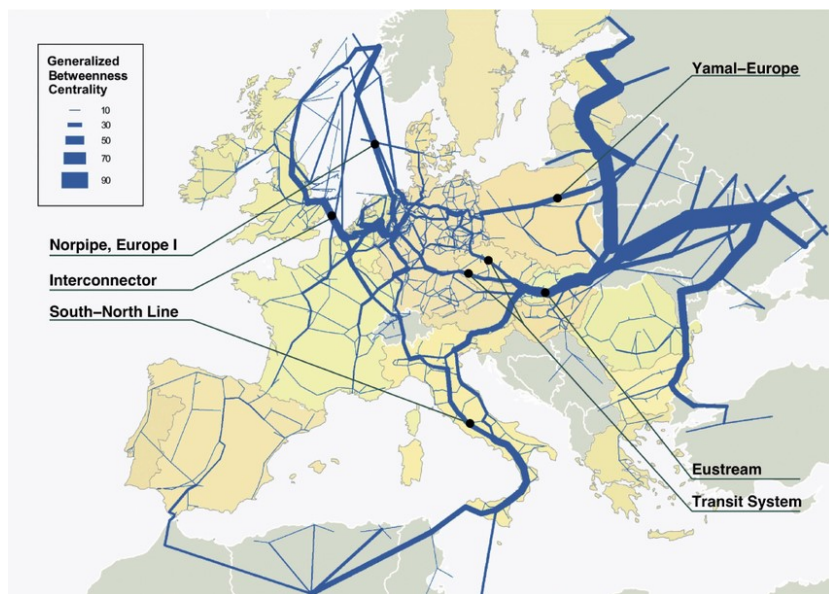 Generalized
Betweenness
Centrality
10
30
50
70
90
Yamal–Europe
Norpipe, Europe I
Interconnector
South–North Line
Eustream
Transit System